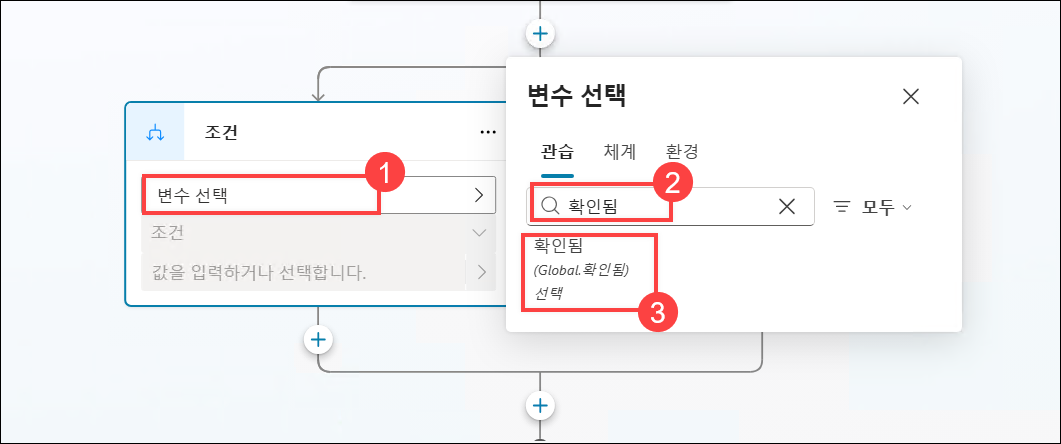 조건
변수 선택
1
조건
값을 입력하거나 선택합니다.
변수 선택
관습 체계 환경
확인됨
2
모두
확인됨
(Global.확인됨)
선택
3